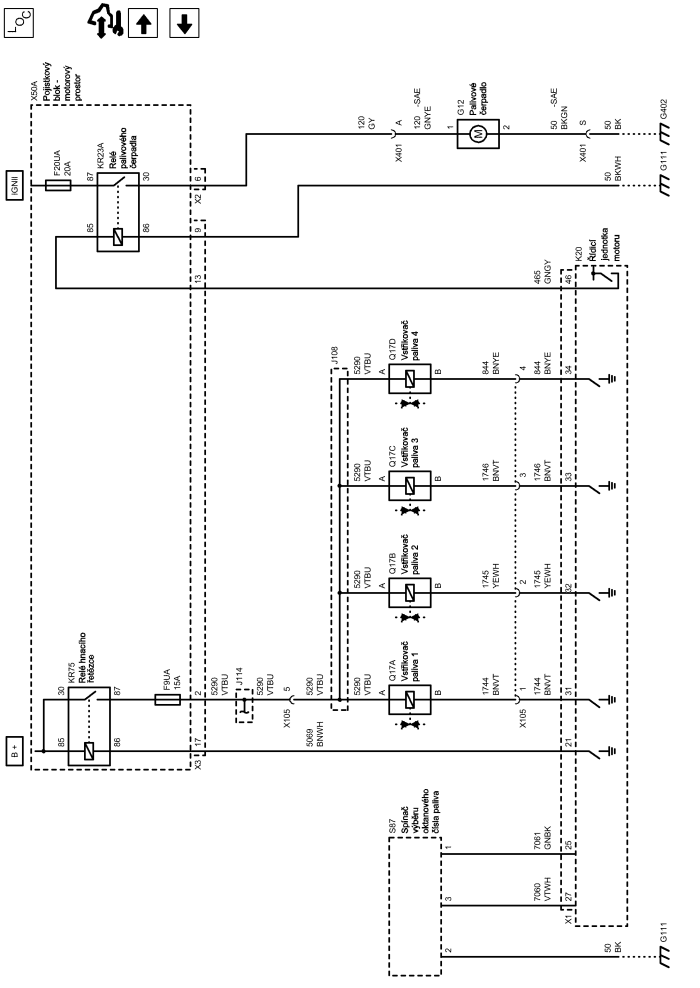 LOC
X50A
Pojistkový
blok -
motorový
prostor
IGNII
F20UA
20A
KR23A
Relé
palivového
čerpadla
87
30
85
86
6
X2
9
13
120
GY
A
X401
120
-SAE
GNYE
1
G12
Palivové
čerpadlo
M
2
50
-SAE
BKGN
S
X401
50
BK
G402
50
BKWH
G111
465
GNGY
46
K20
Řídicí
jednotka
motoru
J108
5290
VTBU
A
Q17D
Vstřikovač
paliva 4
B
844
BNYE
4
844
BNYE
34
5290
VTBU
A
Q17C
Vstřikovač
paliva 3
B
1746
BNVT
3
1746
BNVT
33
5290
VTBU
A
Q17B
Vstřikovač
paliva 2
B
1745
YEWH
2
1745
YEWH
32
B +
KR75
Relé hnacího
řetězce
30
87
85
86
F9UA
15A
2
17
X3
5290
VTBU
J114
5290
VTBU
5
X105
5290
VTBU
5290
VTBU
A
Q17A
Vstřikovač
paliva 1
B
1744
BNVT
1
X105
1744
BNVT
31
5069
BNWH
21
S87
Spínač
výběru
oktanového
čísla paliva
1
7061
GNBK
25
3
7060
VTWH
27
X1
2
50
BK
G111